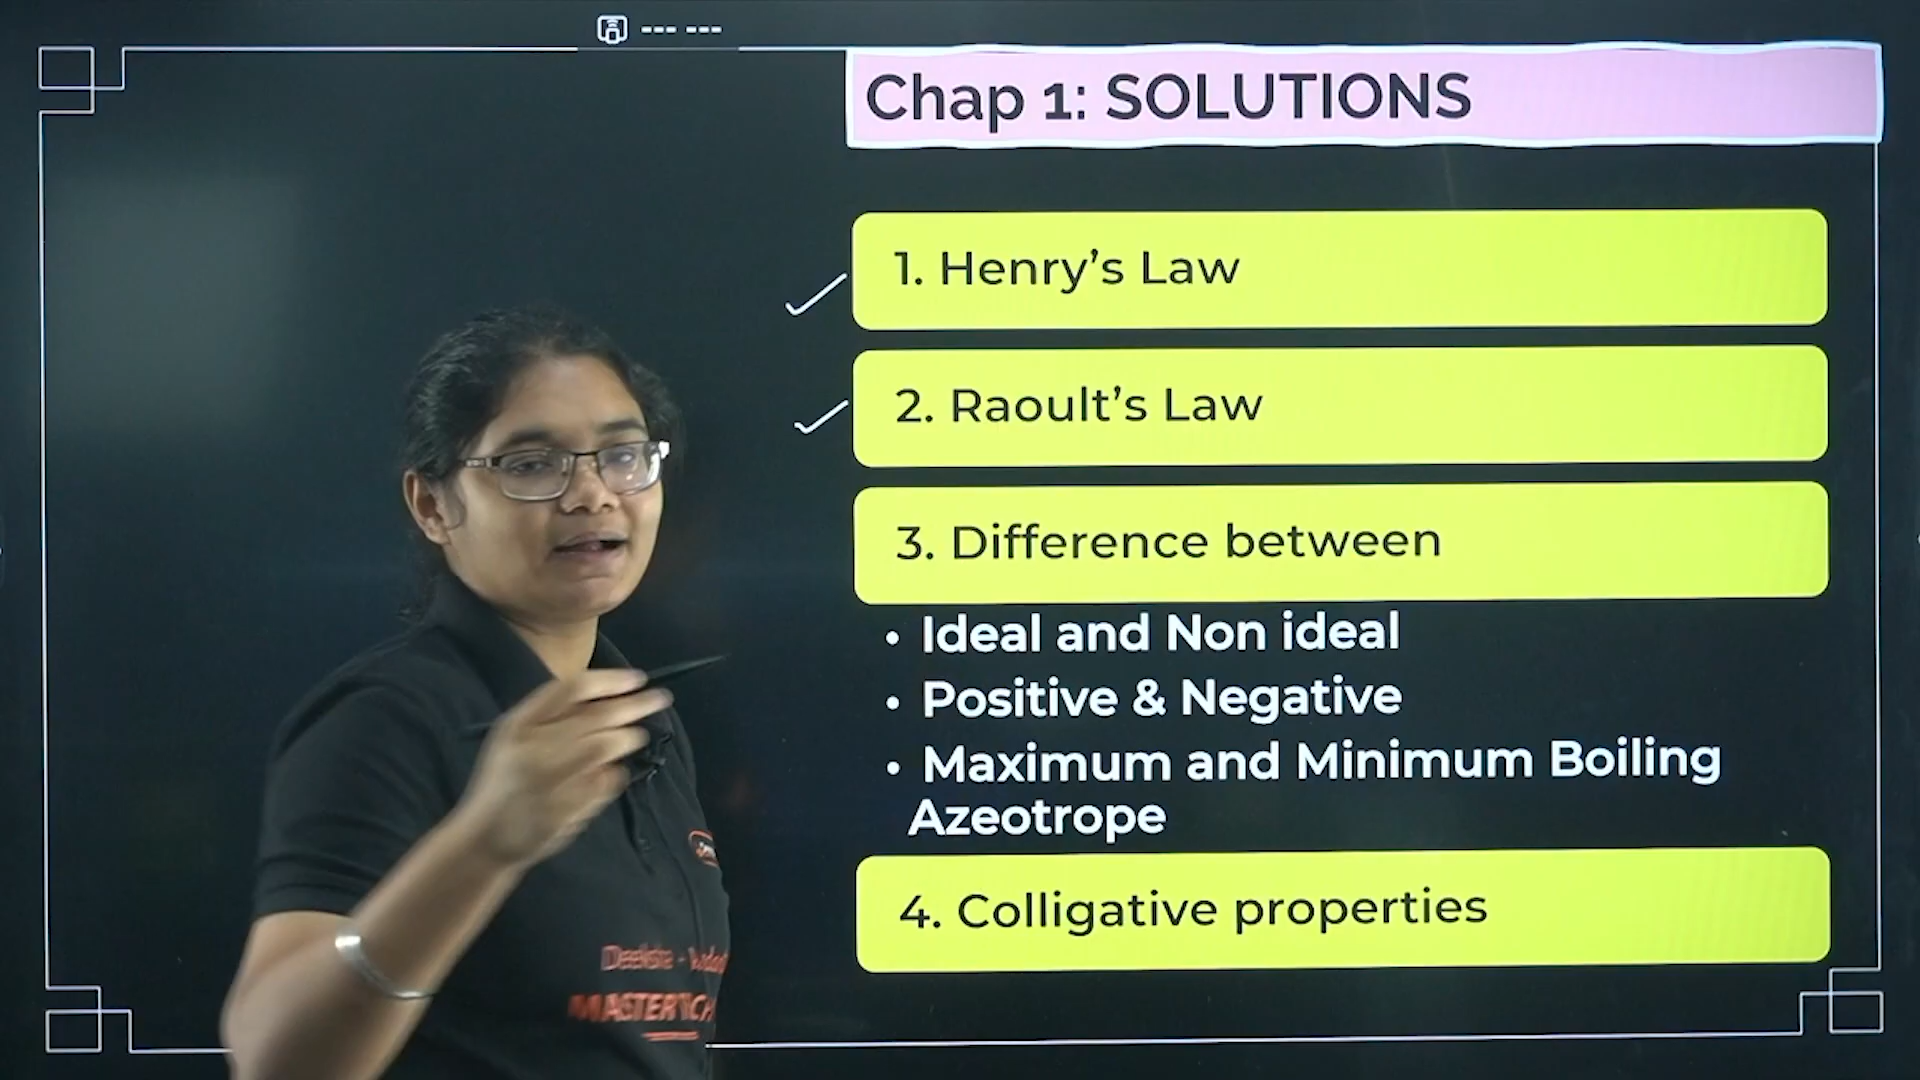 Chap 1: SOLUTIONS
1. Henry's Law
2. Raoult's Law
3. Difference between
• Ideal and Non ideal
• Positive & Negative
• Maximum and Minimum Boiling
Azeotrope
4. Colligative properties
Deeksha -